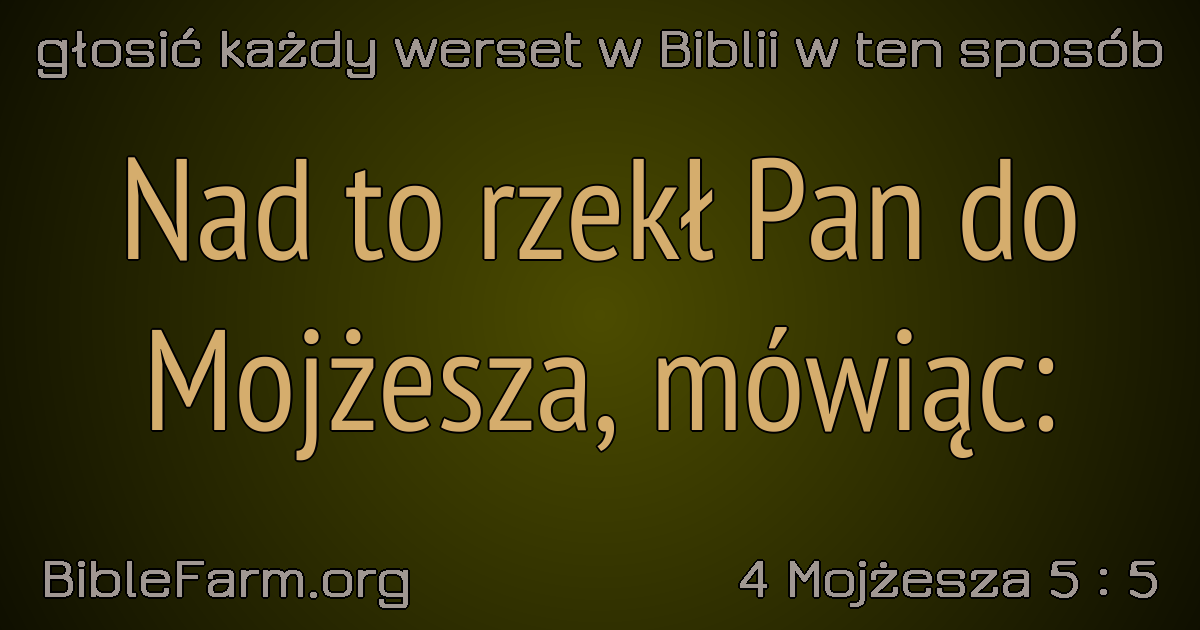 głosić każdy werset w Biblii w ten sposób
Nad to rzekł Pan do
Mojżesza, mówiąc:
BibleFarm.org
4 Mojżesza 5 : 5